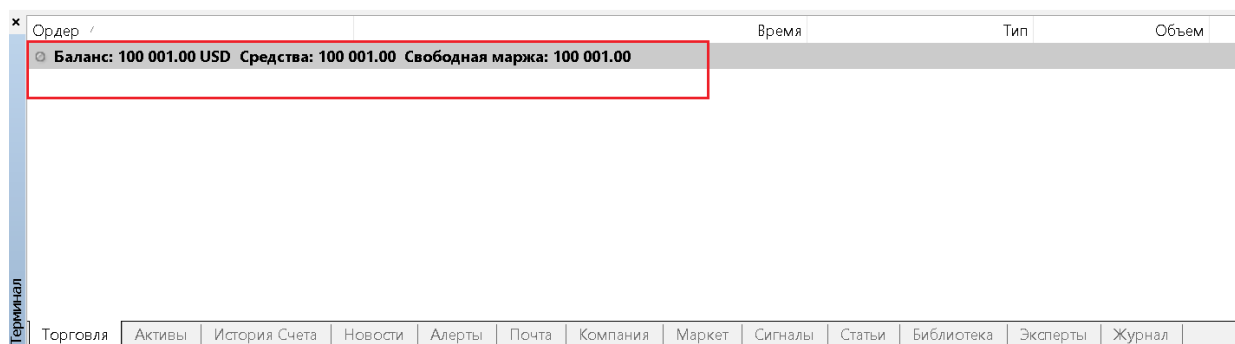 Ордер / Время Тип Объем
Баланс: 100 001.00 USD Средства: 100 001.00 Свободная маржа: 100 001.00
Терминал
Торговля Активы История Счета Новости Алерты Почта Компания Маркет Сигналы Статьи Библиотека Эксперты Журнал